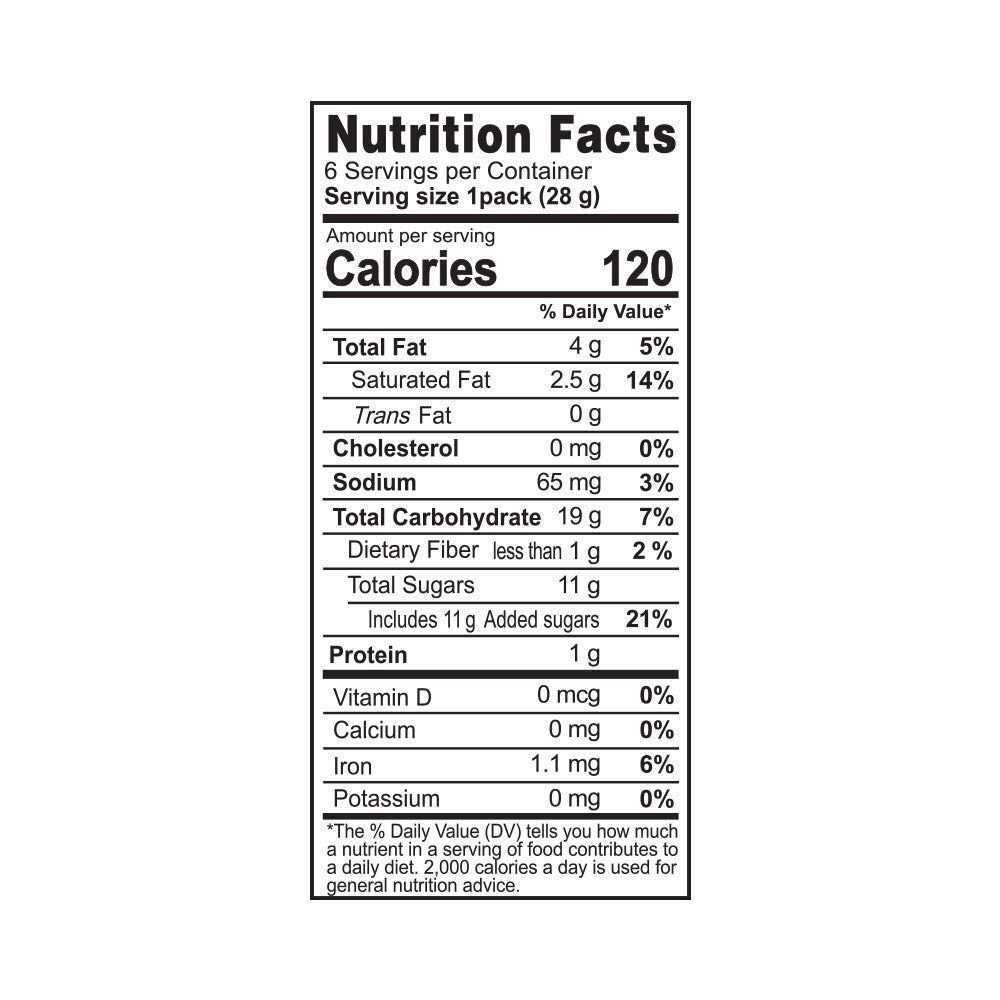 Nutrition Facts
6 Servings per Container
Serving size 1pack (28 g)
Amount per serving
Calories 120
% Daily Value*
Total Fat 4 g 5%
Saturated Fat 2.5 g 14%
Trans Fat 0 g
Cholesterol 0 mg 0%
Sodium 65 mg 3%
Total Carbohydrate 19 g 7%
Dietary Fiber less than 1 g 2 %
Total Sugars 11 g
Includes 11 g Added sugars 21%
Protein 1 g
Vitamin D 0 mcg 0%
Calcium 0 mg 0%
Iron 1.1 mg 6%
Potassium 0 mg 0%
*The % Daily Value (DV) tells you how much
a nutrient in a serving of food contributes to
a daily diet. 2,000 calories a day is used for
general nutrition advice.